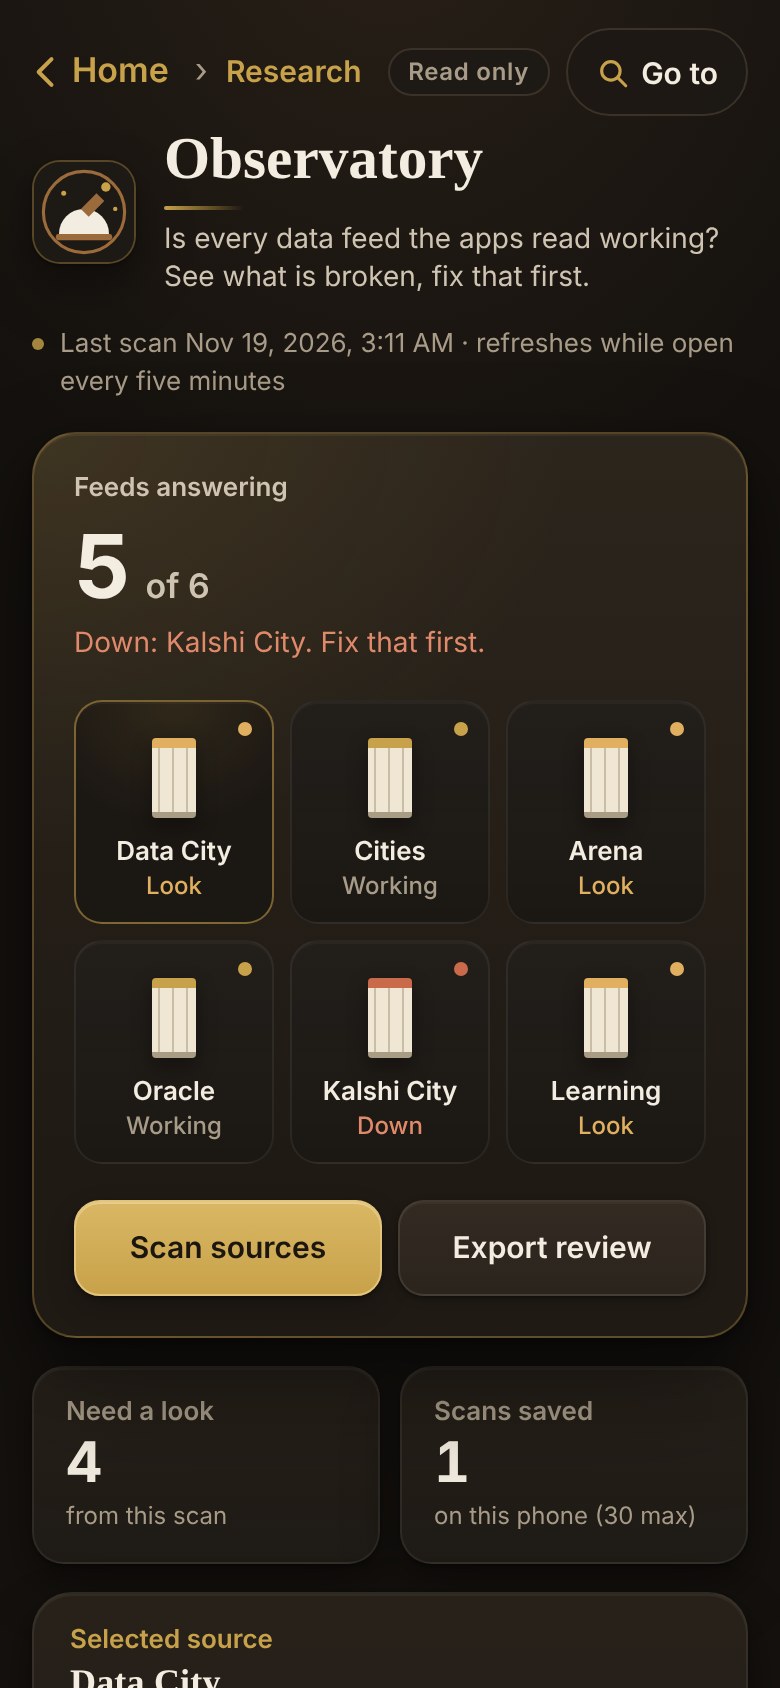 Home › Research
Read only
Go to
Observatory
Is every data feed the apps read working?
See what is broken, fix that first.
Last scan Nov 19, 2026, 3:11 AM · refreshes while open
every five minutes
Feeds answering
5 of 6
Down: Kalshi City. Fix that first.
Data City
Look
Cities
Working
Arena
Look
Oracle
Working
Kalshi City
Down
Learning
Look
Scan sources
Export review
Need a look
4
from this scan
Scans saved
1
on this phone (30 max)
Selected source
Data City